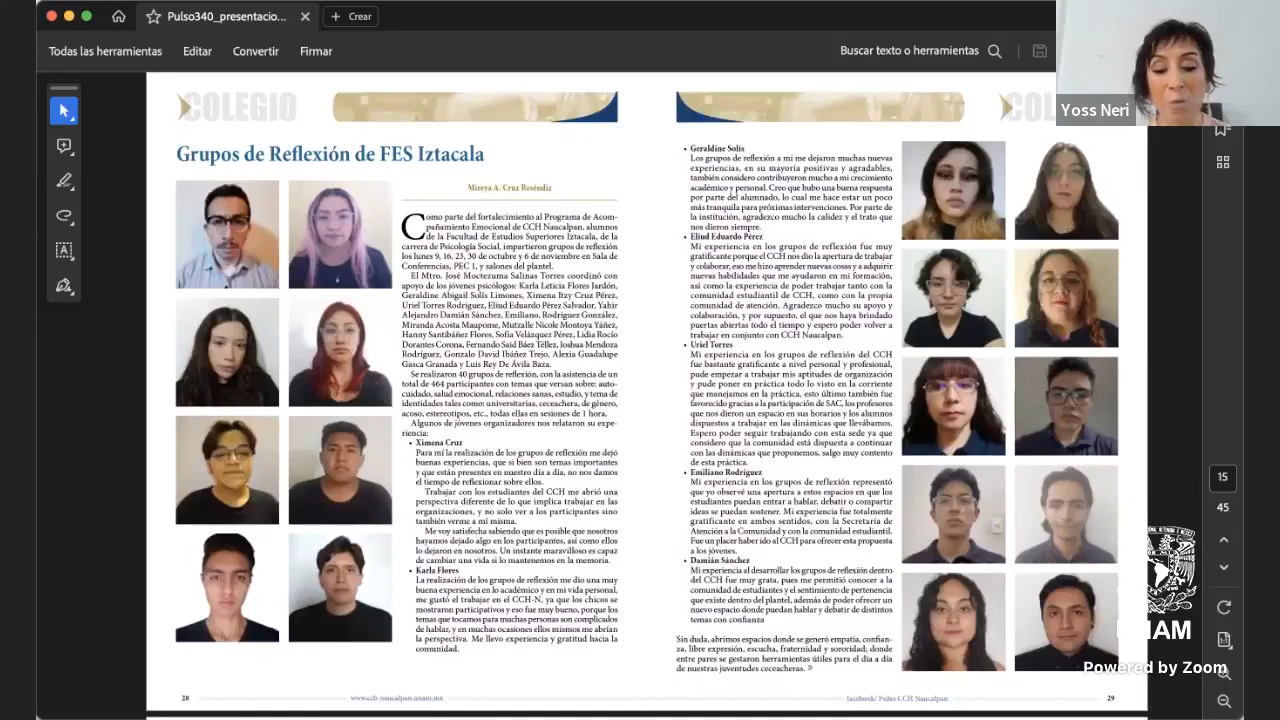 Pulso340_presentacio...
Crear
Todas las herramientas
Editar
Convertir
Firmar
Buscar texto o herramientas
Yoss Neri
COLEGIO
COL
Grupos de Reflexión de FES Iztacala
Mireya A. Cruz Reséndiz
Como parte del fortalecimiento al Programa de Acom-
pañamiento Emocional de CCH Naucalpan, alumnos
de la Facultad de Estudios Superiores Iztacala, de la
carrera de Psicología Social, impartieron grupos de reflexión
los lunes 9, 16, 23, 30 de octubre y 6 de noviembre en Sala de
Conferencias, PEC 1, y salones del plantel.
El Mtro. José Moctezuma Salinas Torres coordinó con
apoyo de los jóvenes psicólogos: Karla Leticia Flores Jardón,
Geraldine Abigail Solís Limones, Ximena Itzy Cruz Pérez,
Uriel Torres Rodríguez, Eliud Eduardo Pérez Salvador, Yahir
Alejandro Damián Sánchez, Emiliano, Rodríguez González,
Miranda Acosta Maupome, Mutzalle Nicole Montoya Yáñez,
Hanny Santibáñez Flores, Sofía Velázquez Pérez, Lidia Rocío
Dorantes Corona, Fernando Said Báez Téllez, Joshua Mendoza
Rodríguez, Gonzalo David Ibáñez Trejo, Alexia Guadalupe
Gasca Granada y Luis Rey De Ávila Baza.
Se realizaron 40 grupos de reflexión, con la asistencia de un
total de 464 participantes con temas que versan sobre: auto-
cuidado, salud emocional, relaciones sanas, estudio, y tema de
identidades tales como: universitarias, ceceachera, de género,
acoso, estereotipos, etc., todas ellas en sesiones de 1 hora.
Algunos de jóvenes organizadores nos relataron su expe-
riencia:
• Ximena Cruz
Para mí la realización de los grupos de reflexión me dejó
buenas experiencias, que si bien son temas importantes
y que están presentes en nuestro día a día, no nos damos
el tiempo de reflexionar sobre ellos.
Trabajar con los estudiantes del CCH me abrió una
perspectiva diferente de lo que implica trabajar en las
organizaciones, y no solo ver a los participantes sino
también verme a mí misma.
Me voy satisfecha sabiendo que es posible que nosotros
hayamos dejado algo en los participantes, así como ellos
lo dejaron en nosotros. Un instante maravilloso es capaz
de cambiar una vida si lo mantenemos en la memoria.
• Karla Flores
La realización de los grupos de reflexión me dio una muy
buena experiencia en lo académico y en mi vida personal,
me gustó el trabajar en el CCH-N, ya que los chicos se
mostraron participativos y eso fue muy bueno, porque los
temas que tocamos para muchas personas son complicados
de hablar, y en muchas ocasiones ellos mismos me abrían
la perspectiva. Me llevo experiencia y gratitud hacia la
comunidad.
28
www.cch-naucalpan.unam.mx
• Geraldine Solís
Los grupos de reflexión a mí me dejaron muchas nuevas
experiencias, en su mayoría positivas y agradables,
también considero contribuyeron mucho a mi crecimiento
académico y personal. Creo que hubo una buena respuesta
por parte del alumnado, lo cual me hace estar un poco
más tranquila para próximas intervenciones. Por parte de
la institución, agradezco mucho la calidez y el trato que
nos dieron siempre.
• Eliud Eduardo Pérez
Mi experiencia en los grupos de reflexión fue muy
gratificante porque el CCH nos dio la apertura de trabajar
y colaborar, eso me hizo aprender nuevas cosas y a adquirir
nuevas habilidades que me ayudaron en mi formación,
así como la experiencia de poder trabajar tanto con la
comunidad estudiantil de CCH, como con la propia
comunidad de atención. Agradezco mucho su apoyo y
colaboración, y por supuesto, el que nos haya brindado
puertas abiertas todo el tiempo y espero poder volver a
trabajar en conjunto con CCH Naucalpan.
• Uriel Torres
Mi experiencia en los grupos de reflexión del CCH
fue bastante gratificante a nivel personal y profesional,
pude empezar a trabajar mis aptitudes de organización
y pude poner en práctica todo lo visto en la corriente
que manejamos en la práctica, esto último también fue
favorecido gracias a la participación de SAC, los profesores
que nos dieron un espacio en sus horarios y los alumnos
dispuestos a trabajar en las dinámicas que llevábamos.
Espero poder seguir trabajando con esta sede ya que
considero que la comunidad está dispuesta a continuar
con las dinámicas que proponemos, salgo muy contento
de esta práctica.
• Emiliano Rodríguez
Mi experiencia en los grupos de reflexión representó
que yo observé una apertura a estos espacios en que los
estudiantes puedan entrar a hablar, debatir o compartir
ideas se puedan sostener. Mi experiencia fue totalmente
gratificante en ambos sentidos, con la Secretaría de
Atención a la Comunidad y con la comunidad estudiantil.
Fue un placer haber ido al CCH para ofrecer esta propuesta
a los jóvenes.
• Damián Sánchez
Mi experiencia al desarrollar los grupos de reflexión dentro
del CCH fue muy grata, pues me permitió conocer a la
comunidad de estudiantes y el sentimiento de pertenencia
que existe dentro del plantel, además de poder ofrecer un
nuevo espacio donde puedan hablar y debatir de distintos
temas con confianza
Sin duda, abrimos espacios donde se generó empatía, confian-
za, libre expresión, escucha, fraternidad y sororidad; donde
entre pares se gestaron herramientas útiles para el día a día
de nuestras juventudes ceceacheras.
facebook/ Pulso CCH Naucalpan
29
15
45
UNAM
Powered by Zoom